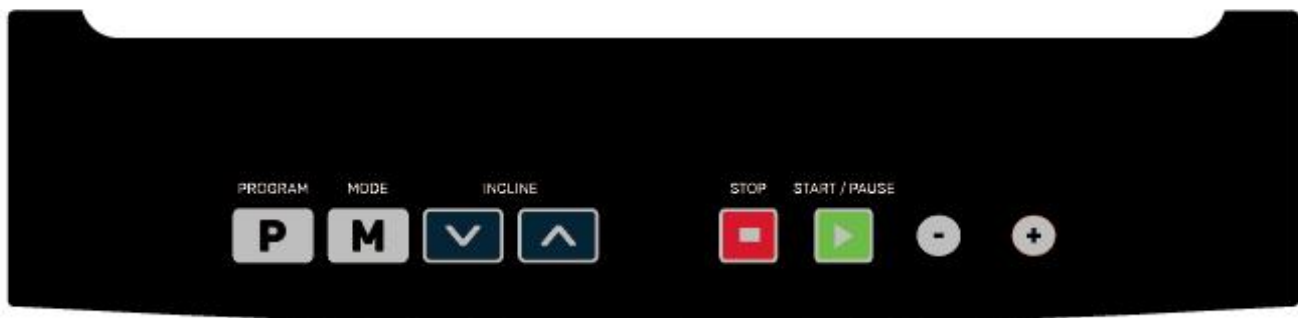 PROGRAM MODE INCLINE STOP START / PAUSE
P M - +